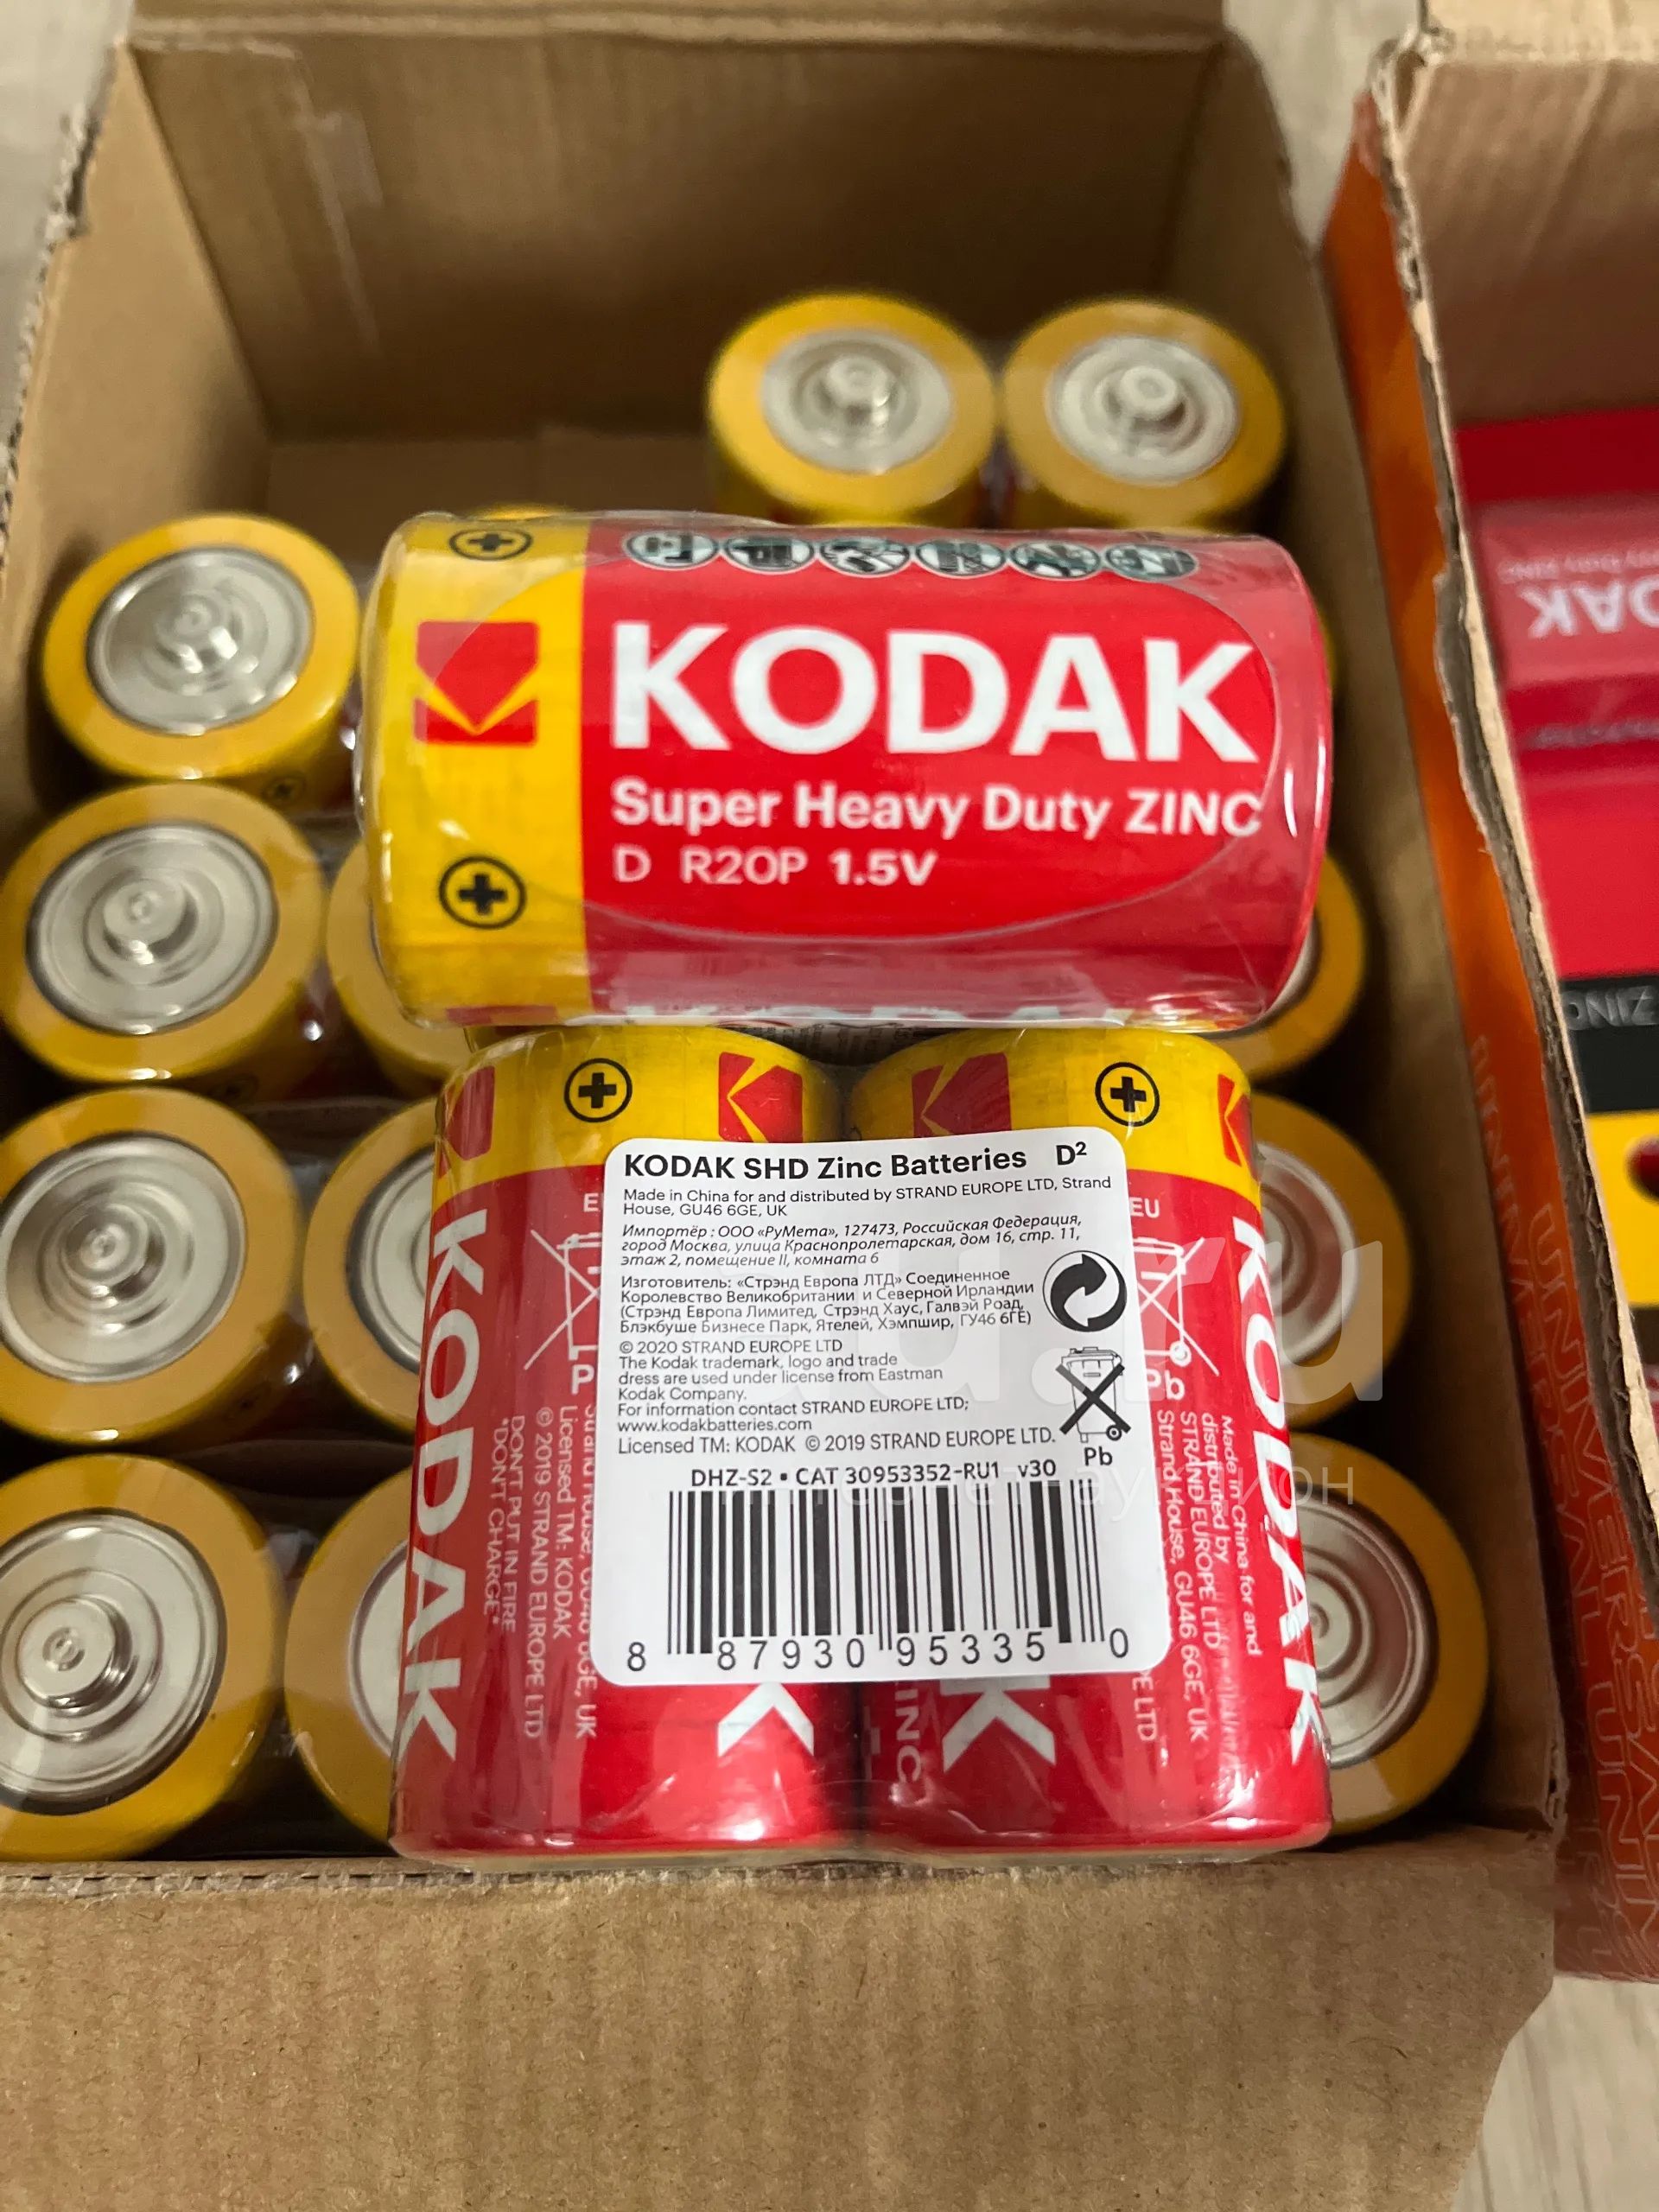 KODAK
Super Heavy Duty ZINC
D R20P 1.5V
KODAK SHD Zinc Batteries D²
Made in China for and distributed by STRAND EUROPE LTD, Strand
House, GU46 6GE, UK
Импортёр : ООО «РуМета», 127473, Российская Федерация,
город Москва, улица Краснопролетарская, дом 16, стр. 11,
этаж 2, помещение II, комната 6
Изготовитель: «Стрэнд Европа ЛТД» Соединенное
Королевство Великобритании и Северной Ирландии
(Стрэнд Европа Лимитед, Стрэнд Хаус, Галвэй Роад,
Блэкбуше Бизнесе Парк, Ятелей, Хэмпшир, ГУ46 6ГЕ)
© 2020 STRAND EUROPE LTD
The Kodak trademark, logo and trade
dress are used under license from Eastman
Kodak Company.
For information contact STRAND EUROPE LTD;
www.kodakbatteries.com
Licensed TM: KODAK © 2019 STRAND EUROPE LTD.
Pb
DHZ-S2 • CAT 30953352-RU1 v30
8 87930 95335 0
KODAK
Licensed TM: KODAK
© 2019 STRAND EUROPE LTD
DON'T PUT IN FIRE
"DON'T CHARGE"
EU
Pb
KODAK
Made in China for and
distributed by
STRAND EUROPE LTD
Strand House, GU46 6GE, UK
ZINC
.ru